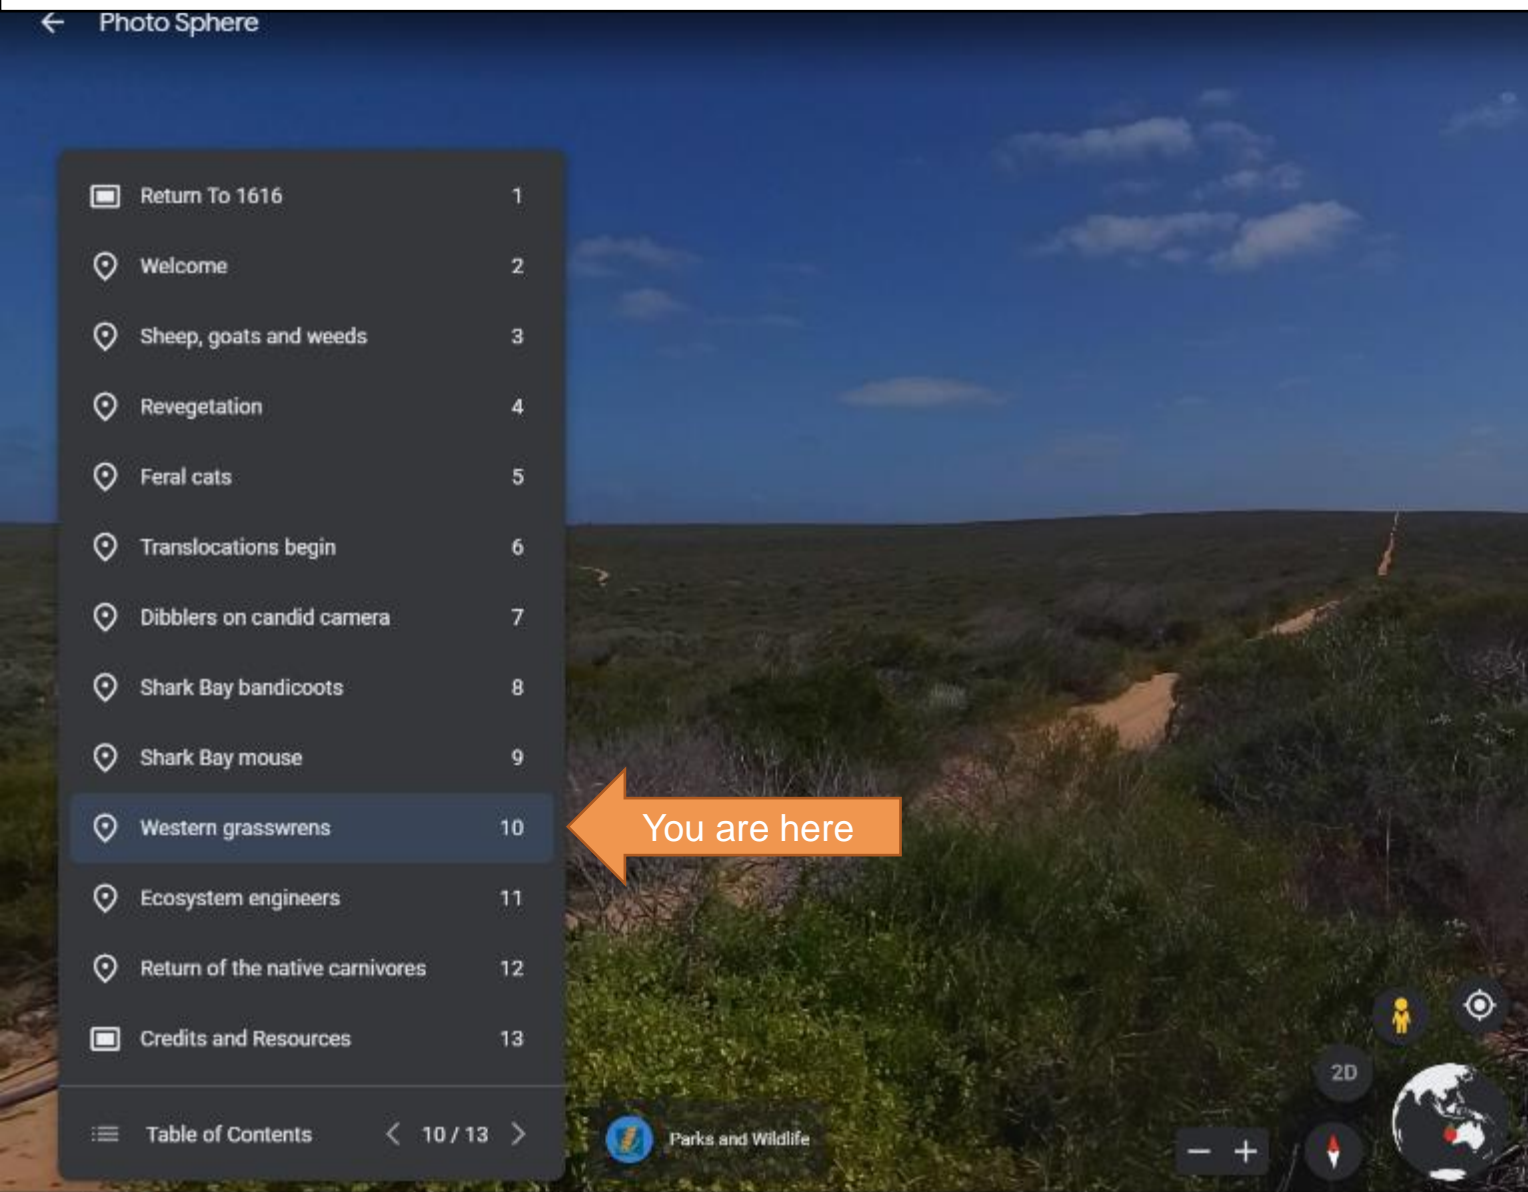 Photo Sphere
Return To 1616 1
Welcome 2
Sheep, goats and weeds 3
Revegetation 4
Feral cats 5
Translocations begin 6
Dibblers on candid camera 7
Shark Bay bandicoots 8
Shark Bay mouse 9
Western grasswrens 10
You are here
Ecosystem engineers 11
Return of the native carnivores 12
Credits and Resources 13
Table of Contents 10 / 13
Parks and Wildlife
2D